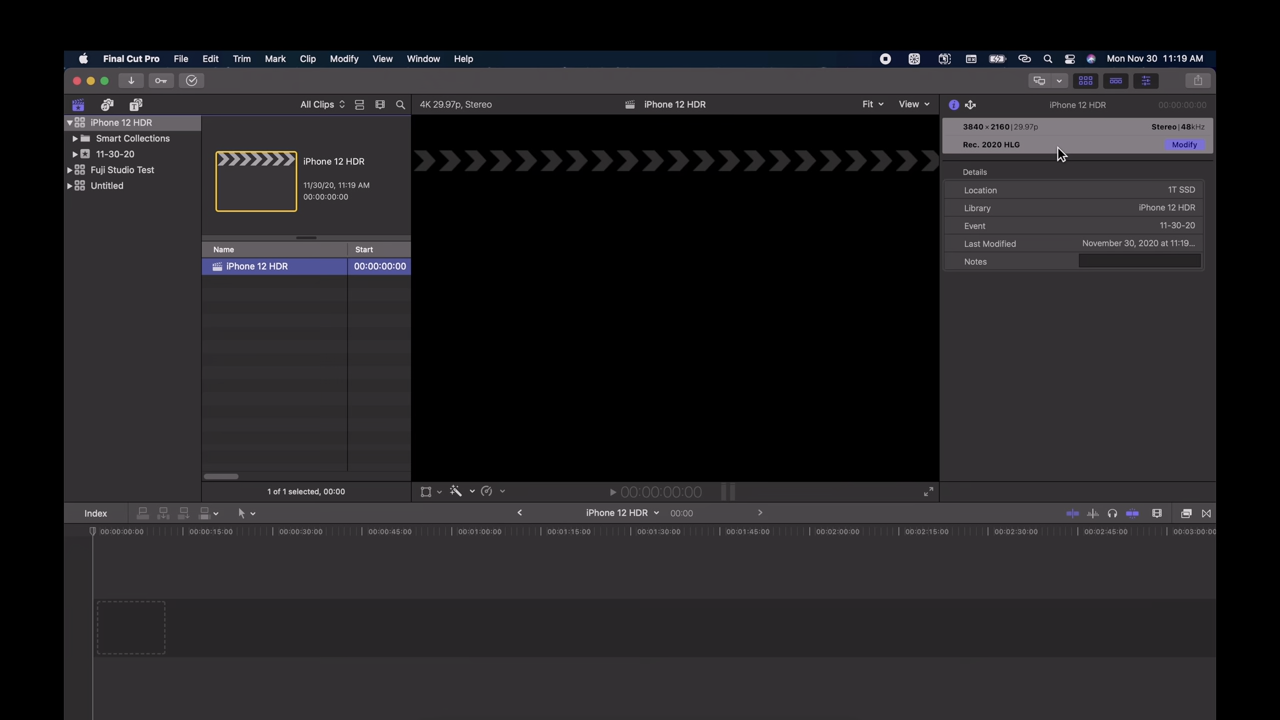 Final Cut Pro File Edit Trim Mark Clip Modify View Window Help Mon Nov 30 11:19 AM
All Clips 4K 29.97p, Stereo iPhone 12 HDR Fit View iPhone 12 HDR 00:00:00:00
iPhone 12 HDR
Smart Collections
11-30-20
Fuji Studio Test
Untitled
iPhone 12 HDR
11/30/20, 11:19 AM
00:00:00:00
Name Start
iPhone 12 HDR 00:00:00:00
1 of 1 selected, 00:00
00:00:00:00
3840 × 2160 | 29.97p Stereo | 48kHz
Rec. 2020 HLG Modify
Details
Location 1T SSD
Library iPhone 12 HDR
Event 11-30-20
Last Modified November 30, 2020 at 11:19...
Notes
Index iPhone 12 HDR 00:00
00:00:00:00 00:00:15:00 00:00:30:00 00:00:45:00 00:01:00:00 00:01:15:00 00:01:30:00 00:01:45:00 00:02:00:00 00:02:15:00 00:02:30:00 00:02:45:00 00:03:00:00